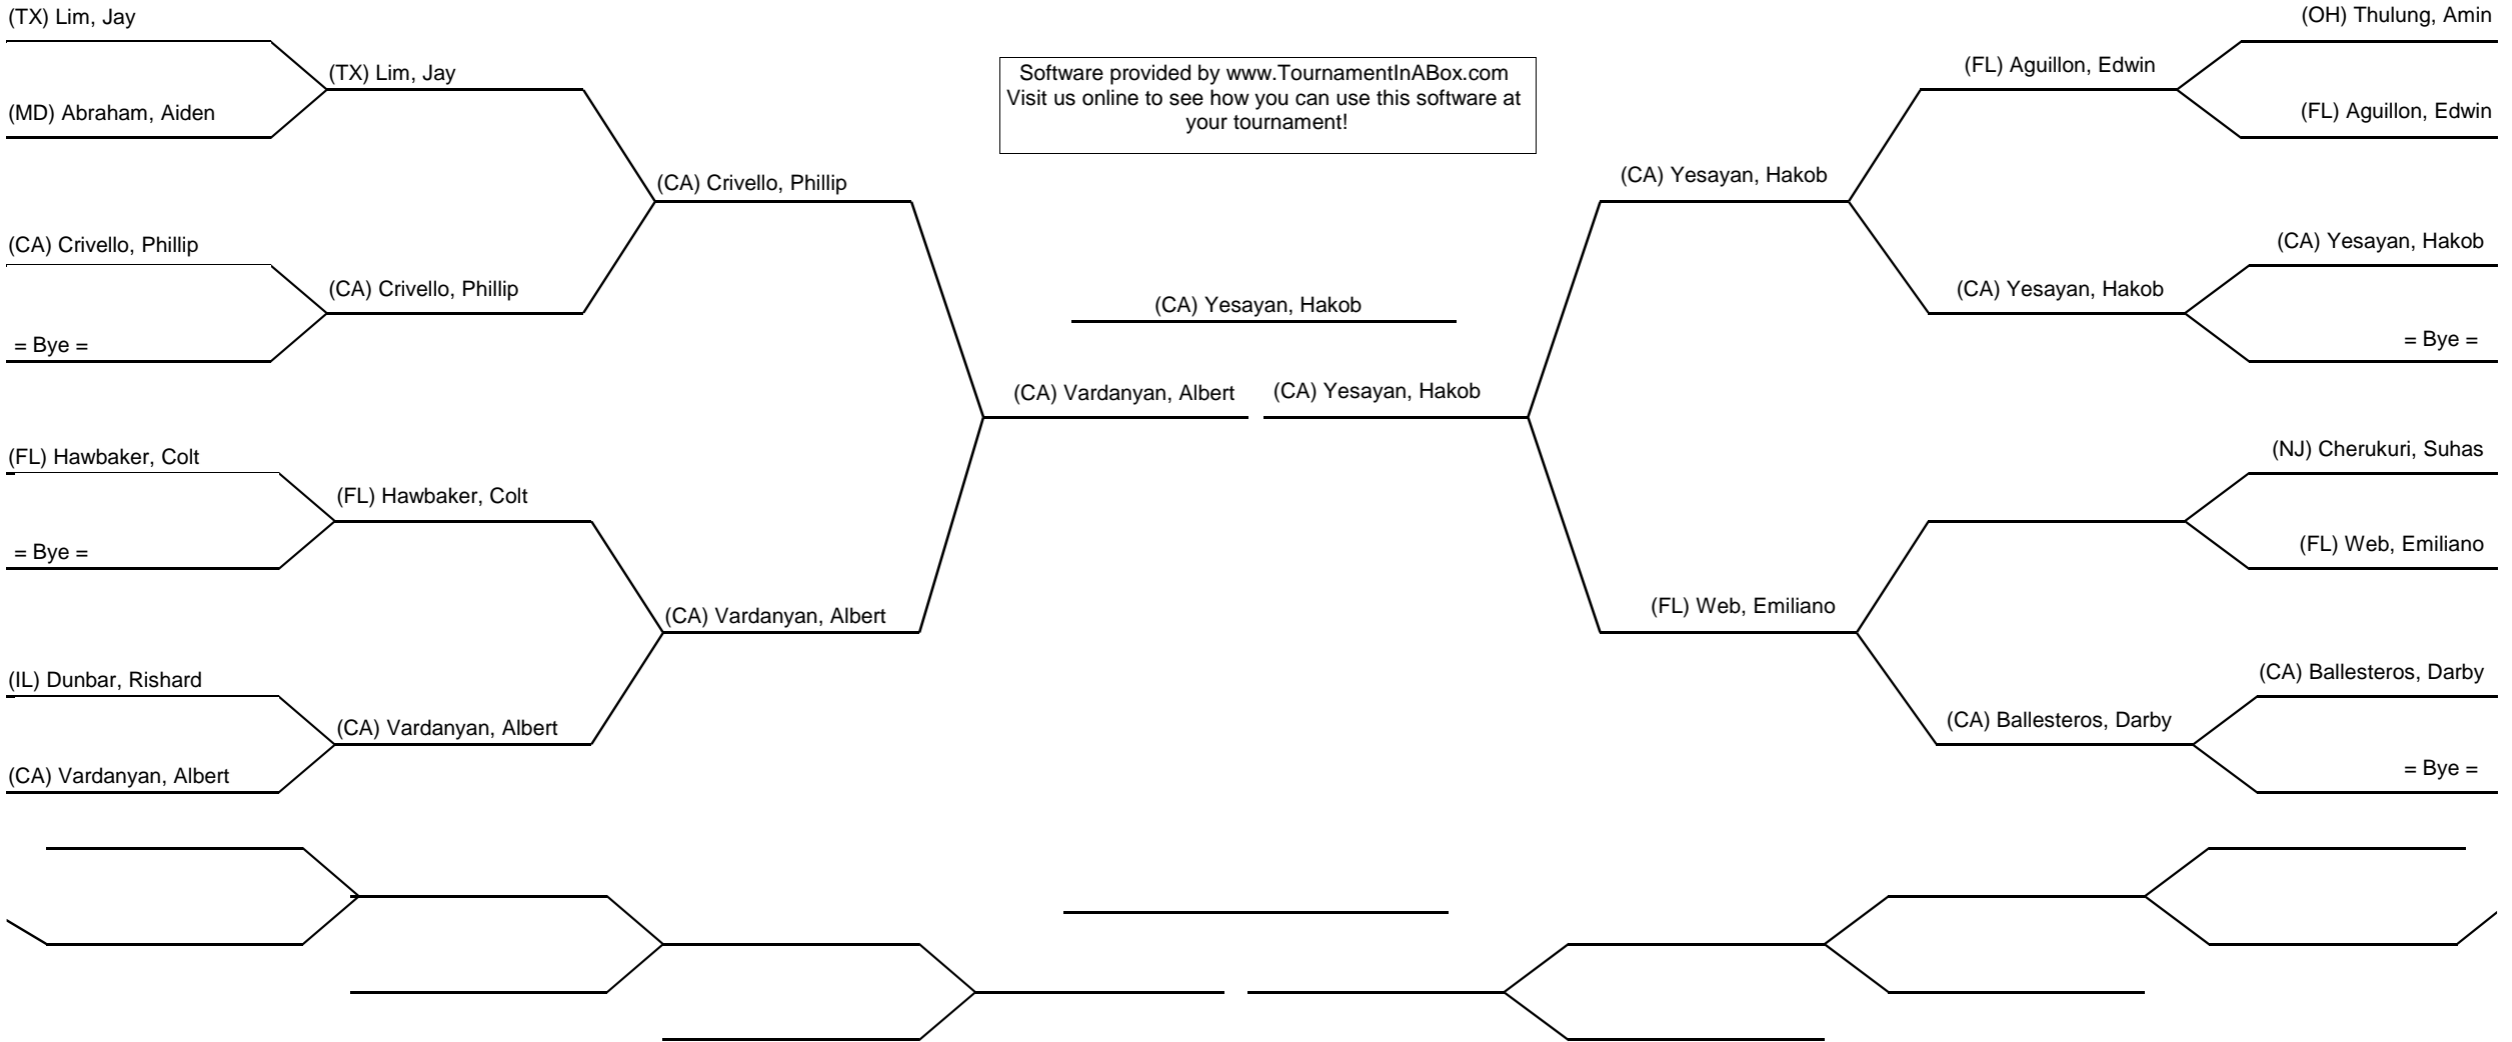 (TX) Lim, Jay
(MD) Abraham, Aiden
(CA) Crivello, Phillip
= Bye =
(FL) Hawbaker, Colt
= Bye =
(IL) Dunbar, Rishard
(CA) Vardanyan, Albert
(TX) Lim, Jay
(CA) Crivello, Phillip
(FL) Hawbaker, Colt
(CA) Vardanyan, Albert
(CA) Crivello, Phillip
(CA) Vardanyan, Albert
Software provided by www.TournamentInABox.com
Visit us online to see how you can use this software at
your tournament!
(CA) Yesayan, Hakob
(CA) Vardanyan, Albert
(CA) Yesayan, Hakob
(CA) Yesayan, Hakob
(FL) Web, Emiliano
(FL) Aguillon, Edwin
(CA) Yesayan, Hakob
(CA) Ballesteros, Darby
(OH) Thulung, Amin
(FL) Aguillon, Edwin
(CA) Yesayan, Hakob
= Bye =
(NJ) Cherukuri, Suhas
(FL) Web, Emiliano
(CA) Ballesteros, Darby
= Bye =